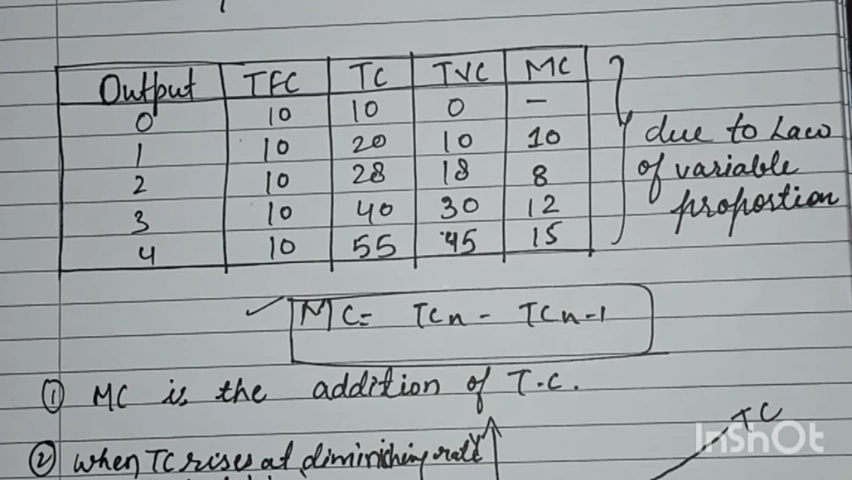 Output TFC TC TVC MC
0 10 10 0 –
1 10 20 10 10
2 10 28 18 8
3 10 40 30 12
4 10 55 45 15
due to Law
of variable
proportion
MC= TCn - TCn-1
① MC is the addition of T.C.
TC
② when TC rises at diminishing rate
InShOt